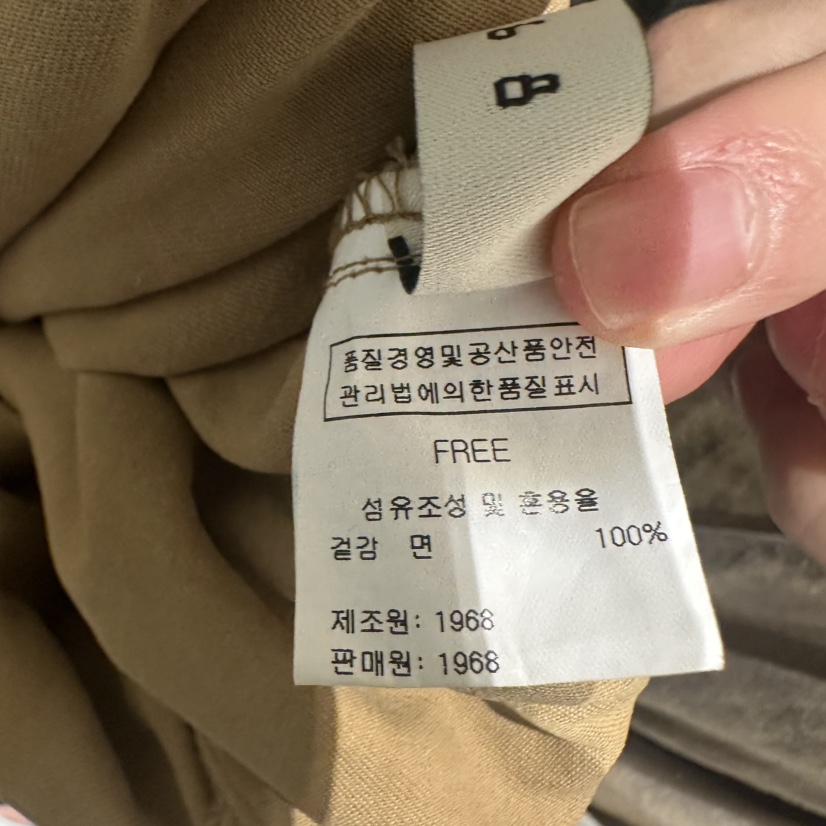 8
품질경영및공산품안전
관리법에의한품질표시
FREE
섬유조성 및 혼용율
겉감 면 100%
제조원: 1968
판매원: 1968